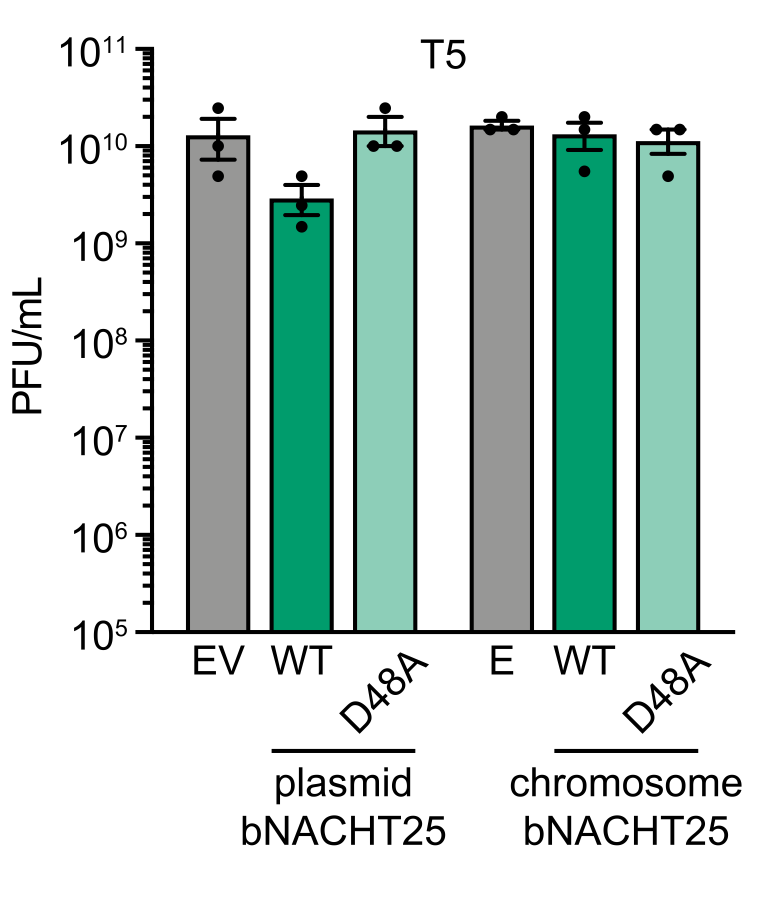 T5
PFU/mL
10¹¹
10¹⁰
10⁹
10⁸
10⁷
10⁶
10⁵
EV WT D48A E WT D48A
plasmid chromosome
bNACHT25 bNACHT25